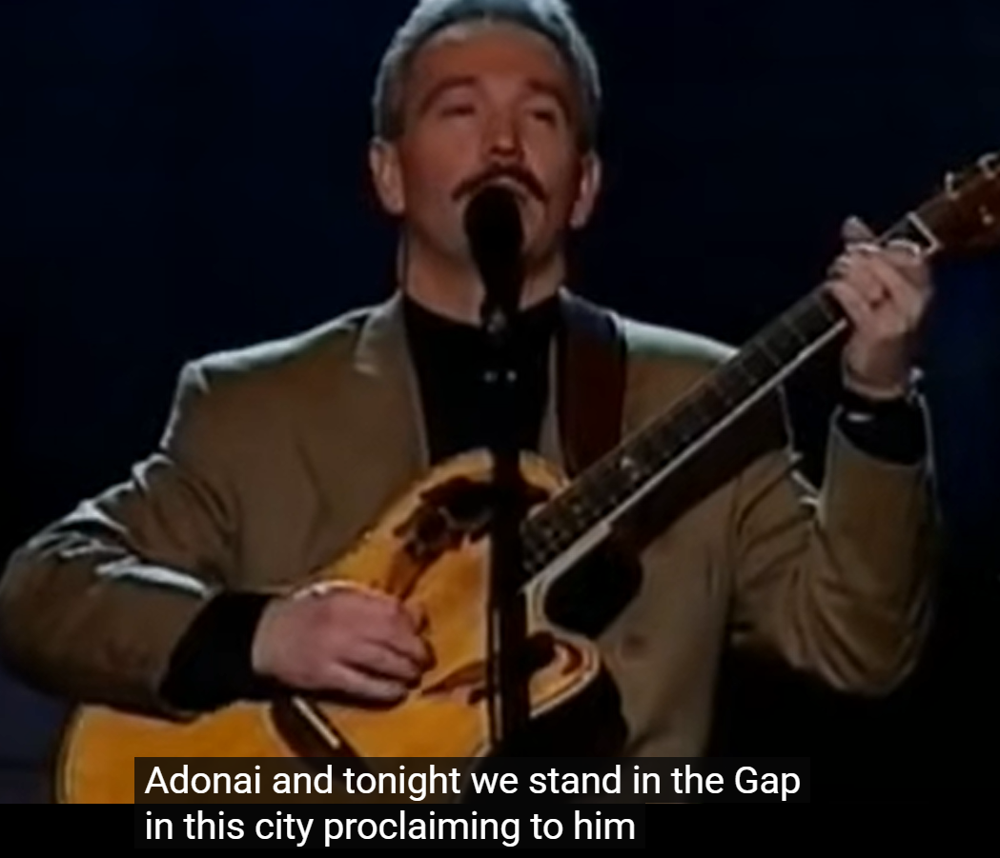 Adonai and tonight we stand in the Gap
in this city proclaiming to him